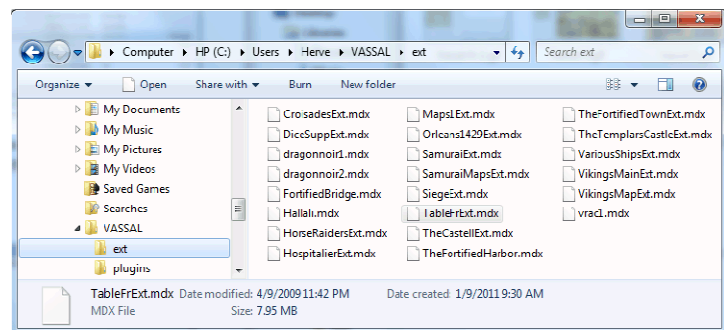 Computer ▸ HP (C:) ▸ Users ▸ Herve ▸ VASSAL ▸ ext
Search ext
Organize ▾ Open Share with ▾ Burn New folder
My Documents
My Music
My Pictures
My Videos
Saved Games
Searches
VASSAL
ext
plugins
CroisadesExt.mdx
DiceSuppExt.mdx
dragonnoir1.mdx
dragonnoir2.mdx
FortifiedBridge.mdx
Hallali.mdx
HorseRaidersExt.mdx
HospitalierExt.mdx
Maps1Ext.mdx
Orleans1429Ext.mdx
SamuraiExt.mdx
SamuraiMapsExt.mdx
SiegeExt.mdx
TableFrExt.mdx
TheCastellExt.mdx
TheFortifiedHarbor.mdx
TheFortifiedTownExt.mdx
TheTemplarsCastleExt.mdx
VariousShipsExt.mdx
VikingsMainExt.mdx
VikingsMapExt.mdx
vrac1.mdx
TableFrExt.mdx Date modified: 4/9/2009 11:42 PM Date created: 1/9/2011 9:30 AM
MDX File Size: 7.95 MB